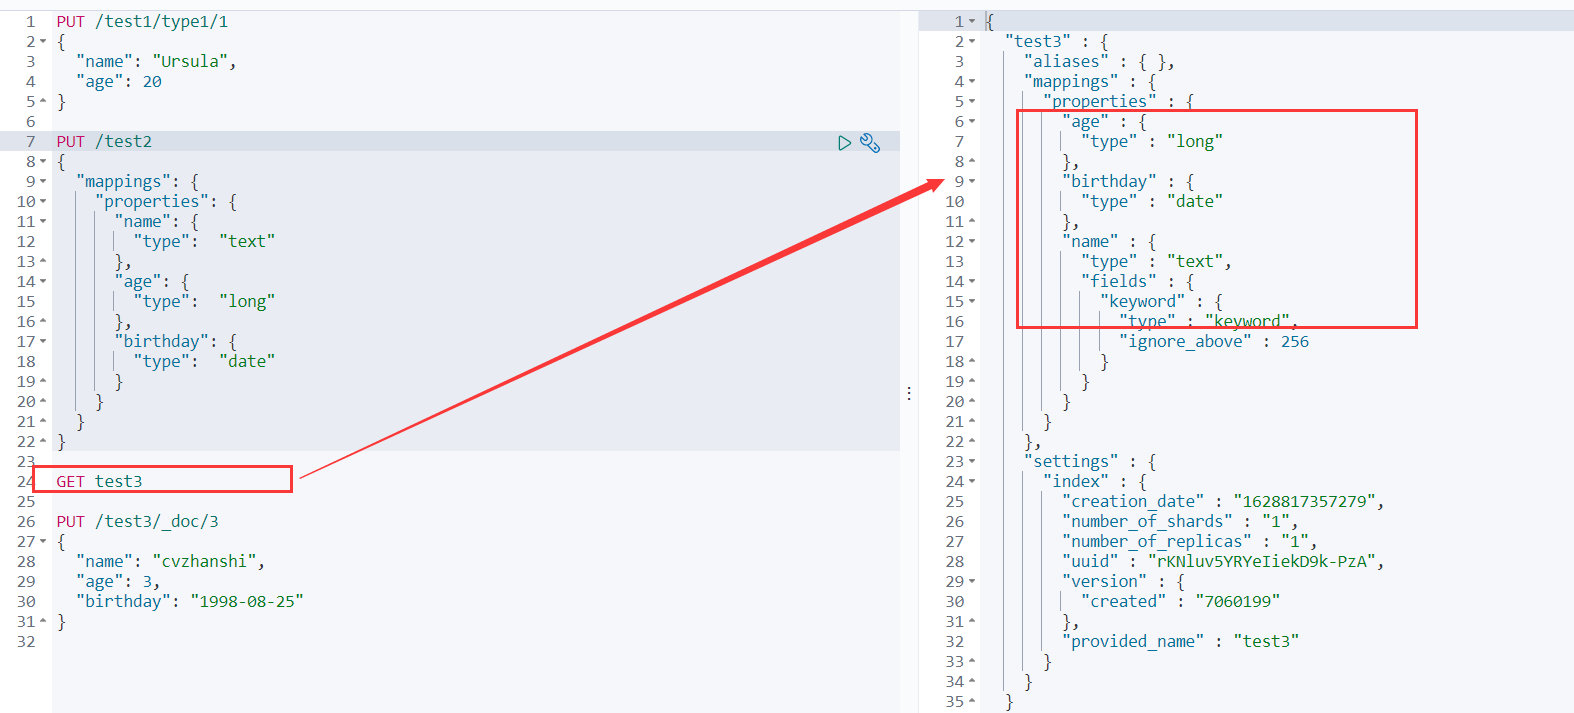 1 PUT /test1/type1/1
2 {
3 "name": "Ursula",
4 "age": 20
5 }
6
7 PUT /test2
8 {
9 "mappings": {
10 "properties": {
11 "name": {
12 "type":  "text"
13 },
14 "age": {
15 "type":  "long"
16 },
17 "birthday": {
18 "type":  "date"
19 }
20 }
21 }
22 }
23
24 GET test3
25
26 PUT /test3/_doc/3
27 {
28 "name": "cvzhanshi",
29 "age": 3,
30 "birthday": "1998-08-25"
31 }
32
1 {
2 "test3" : {
3 "aliases" : { },
4 "mappings" : {
5 "properties" : {
6 "age" : {
7 "type" : "long"
8 },
9 "birthday" : {
10 "type" : "date"
11 },
12 "name" : {
13 "type" : "text",
14 "fields" : {
15 "keyword" : {
16 "type" : "keyword",
17 "ignore_above" : 256
18 }
19 }
20 }
21 }
22 },
23 "settings" : {
24 "index" : {
25 "creation_date" : "1628817357279",
26 "number_of_shards" : "1",
27 "number_of_replicas" : "1",
28 "uuid" : "rKNluv5YRYeIiekD9k-PzA",
29 "version" : {
30 "created" : "7060199"
31 },
32 "provided_name" : "test3"
33 }
34 }
35 }